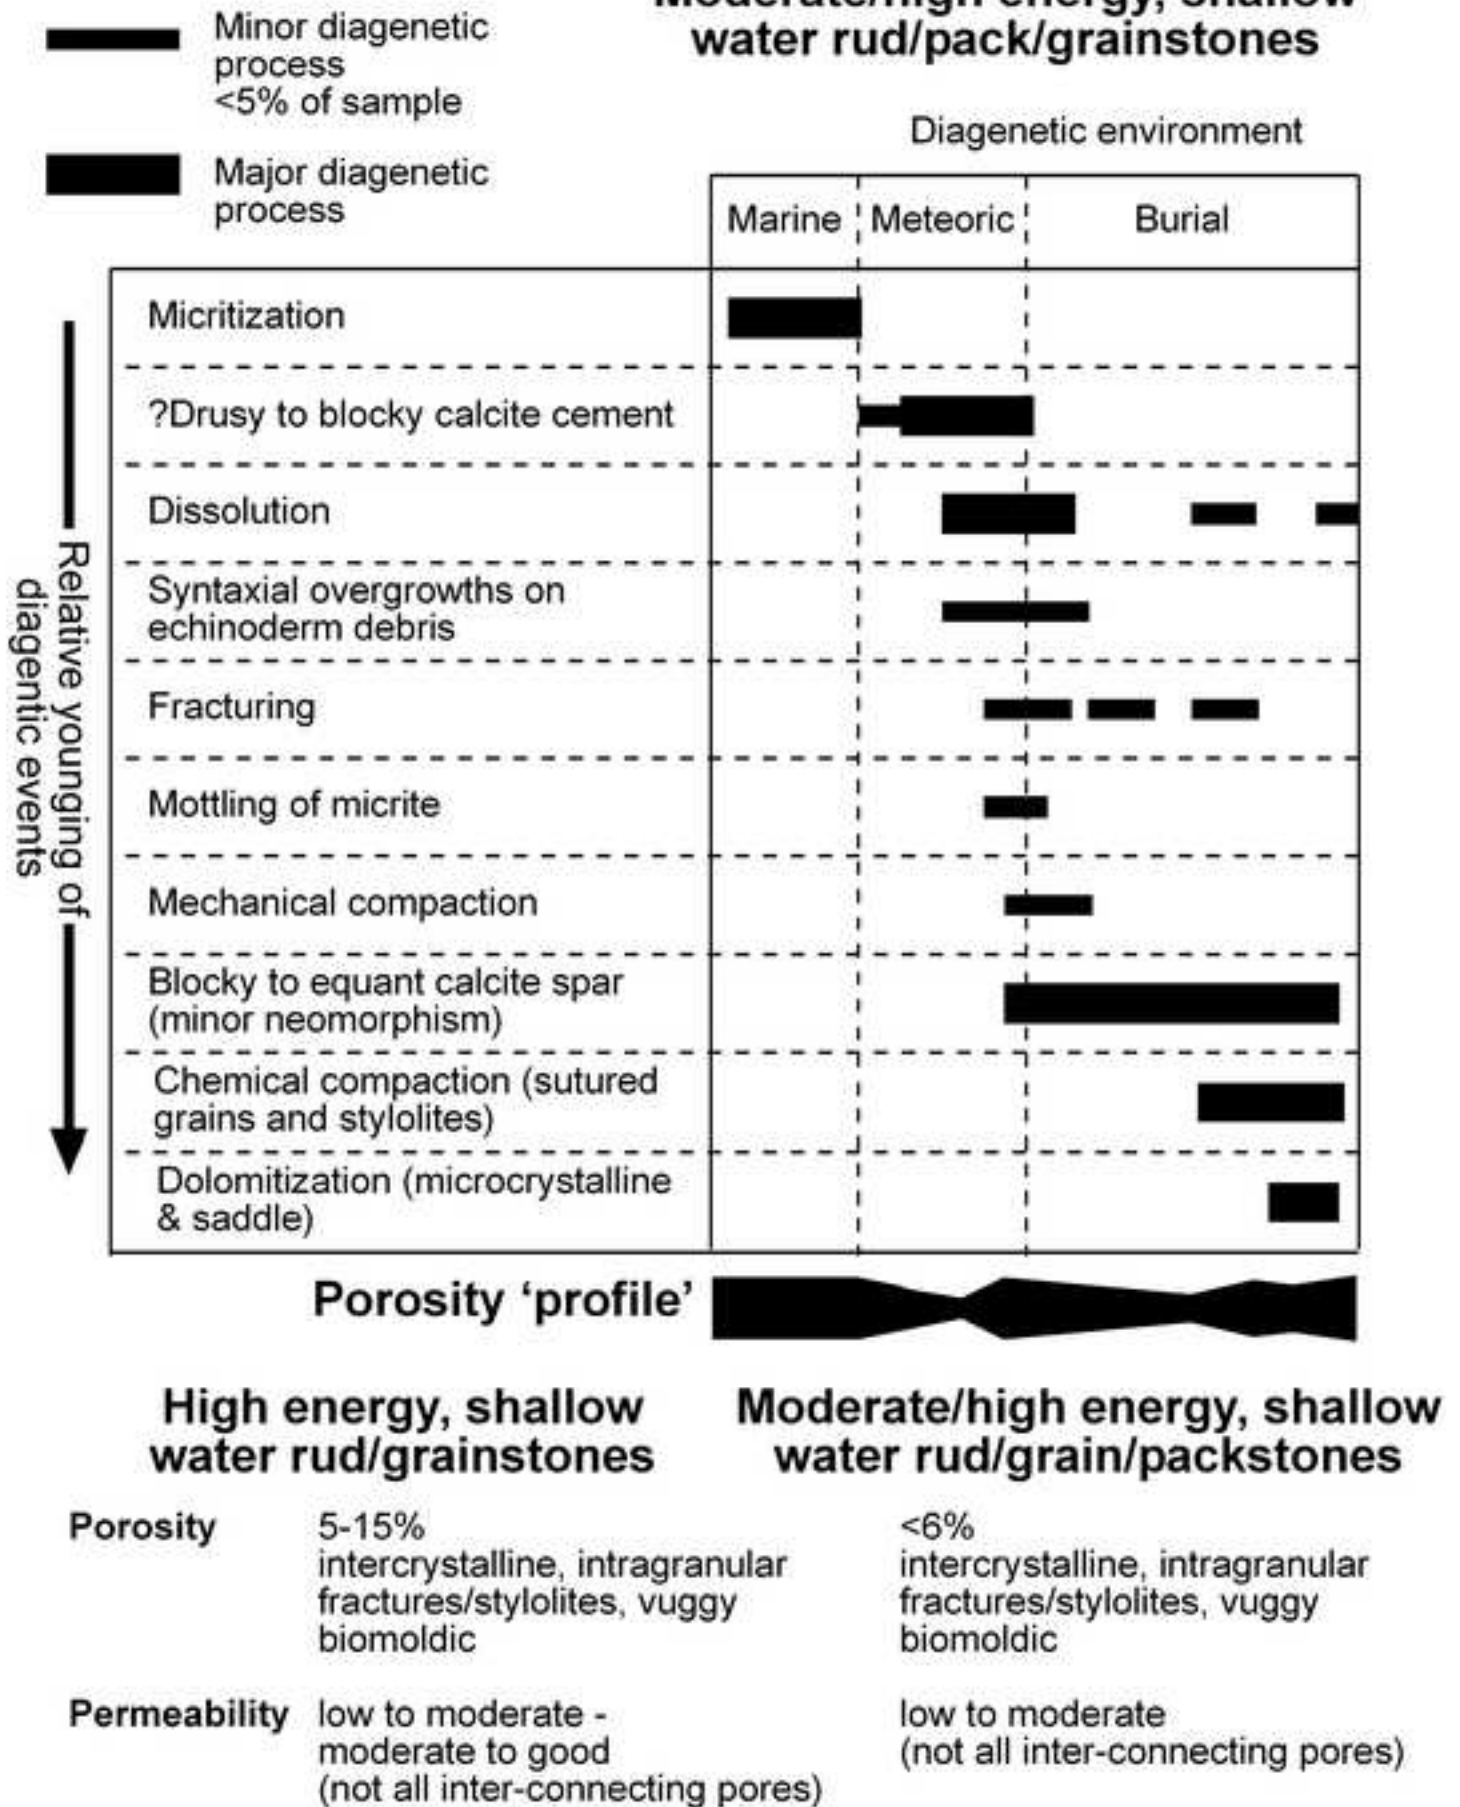 Minor diagenetic
process
<5% of sample
Major diagenetic
process
Moderate/high energy, shallow
water rud/pack/grainstones
Diagenetic environment
Marine
Meteoric
Burial
Relative younging of
diagentic events
Micritization
?Drusy to blocky calcite cement
Dissolution
Syntaxial overgrowths on
echinoderm debris
Fracturing
Mottling of micrite
Mechanical compaction
Blocky to equant calcite spar
(minor neomorphism)
Chemical compaction (sutured
grains and stylolites)
Dolomitization (microcrystalline
& saddle)
Porosity ‘profile’
High energy, shallow
water rud/grainstones
Moderate/high energy, shallow
water rud/grain/packstones
Porosity
5-15%
intercrystalline, intragranular
fractures/stylolites, vuggy
biomoldic
<6%
intercrystalline, intragranular
fractures/stylolites, vuggy
biomoldic
Permeability
low to moderate -
moderate to good
(not all inter-connecting pores)
low to moderate
(not all inter-connecting pores)